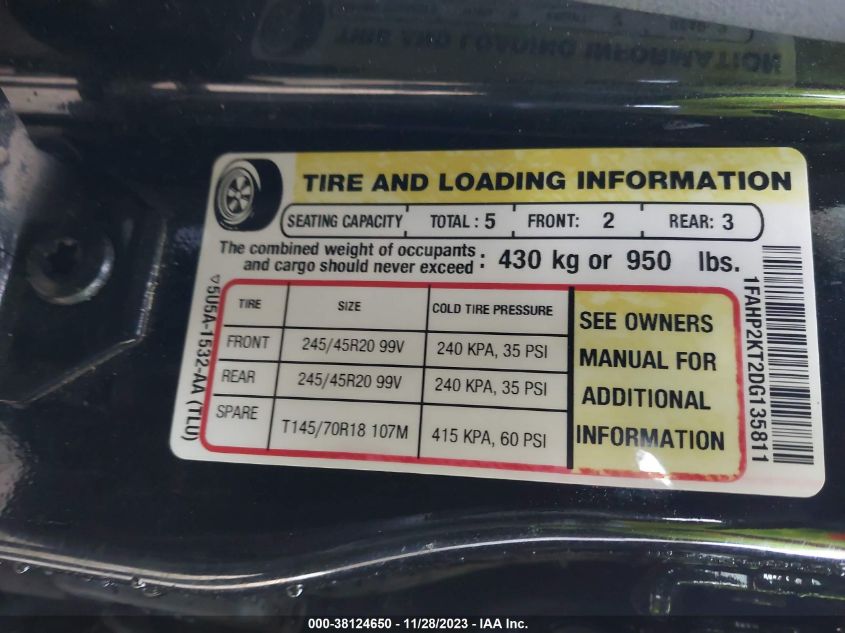 TIRE AND LOADING INFORMATION
SEATING CAPACITY TOTAL : 5 FRONT: 2 REAR: 3
The combined weight of occupants
and cargo should never exceed : 430 kg or 950 lbs.
TIRE SIZE COLD TIRE PRESSURE
FRONT 245/45R20 99V 240 KPA, 35 PSI
REAR 245/45R20 99V 240 KPA, 35 PSI
SPARE T145/70R18 107M 415 KPA, 60 PSI
SEE OWNERS
MANUAL FOR
ADDITIONAL
INFORMATION
5U5A-1532-AA (TLU)
1FAHP2KT2DG135811
000-38124650 - 11/28/2023 - IAA Inc.